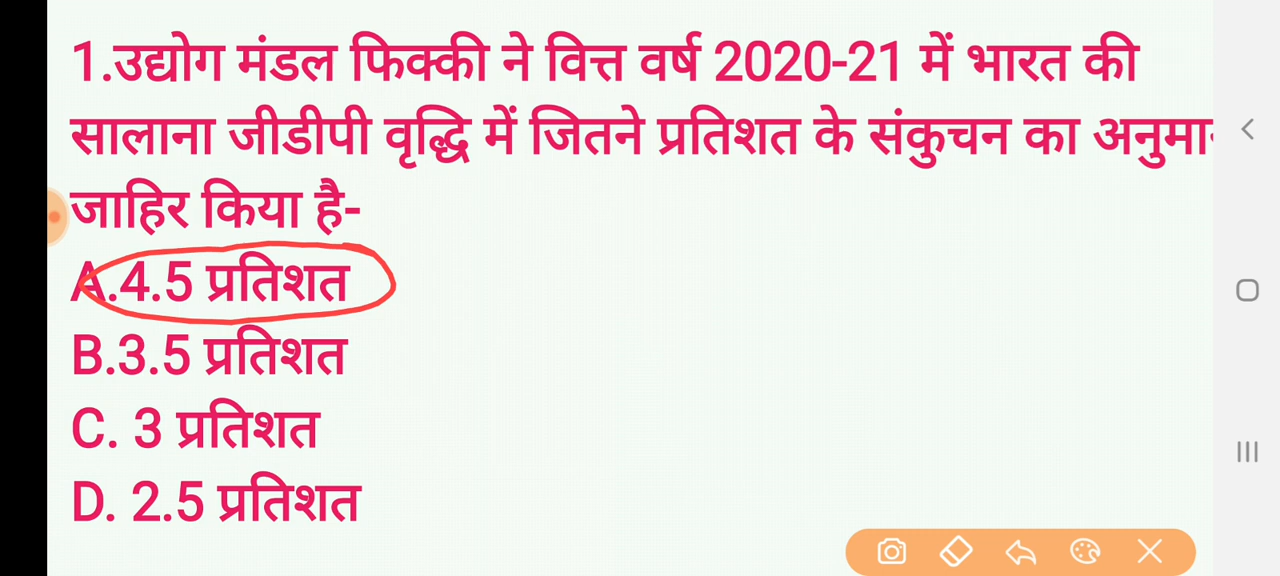 1.उद्योग मंडल फिक्की ने वित्त वर्ष 2020-21 में भारत की
सालाना जीडीपी वृद्धि में जितने प्रतिशत के संकुचन का
जाहिर किया है-
A.4.5 प्रतिशत
B.3.5 प्रतिशत
C. 3 प्रतिशत
D. 2.5 प्रतिशत